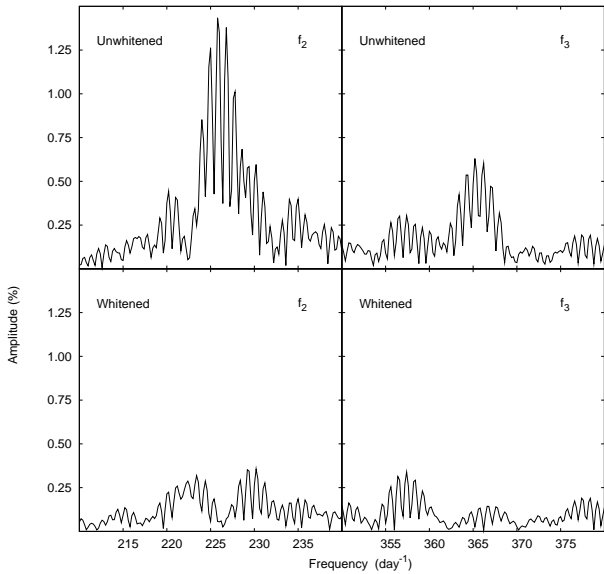 Unwhitened f2 Unwhitened f3
1.25
1.00
0.75
0.50
0.25
Whitened f2 Whitened f3
1.25
1.00
0.75
0.50
0.25
Amplitude (%)
215 220 225 230 235 355 360 365 370 375
Frequency (day-1)